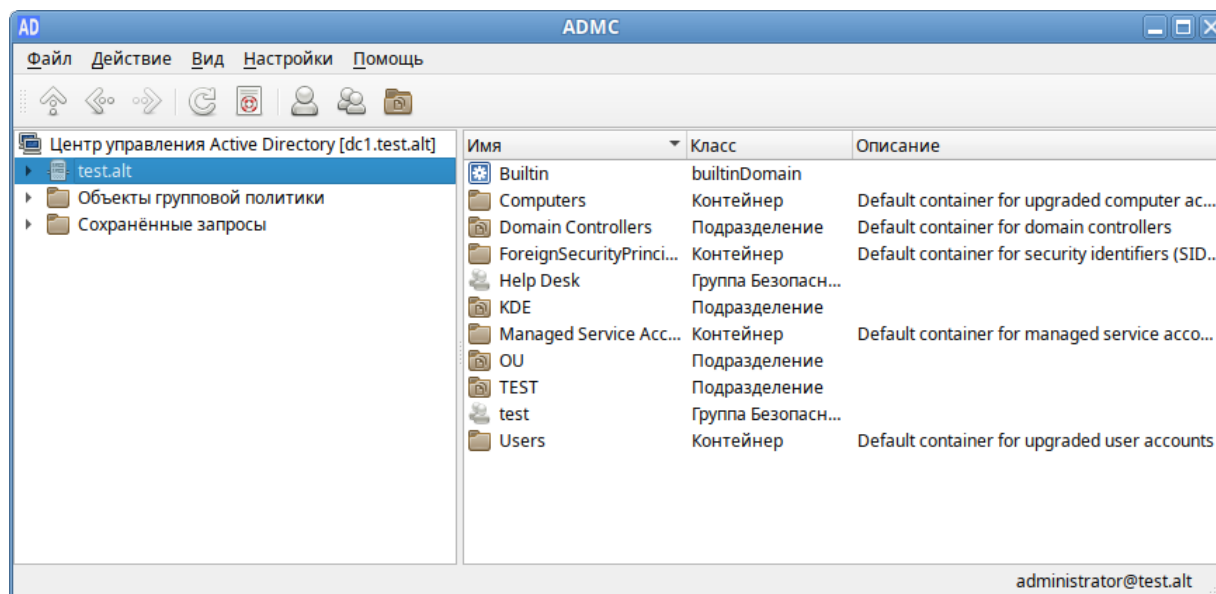 AD ADMC
Файл Действие Вид Настройки Помощь
Центр управления Active Directory [dc1.test.alt]
test.alt
Объекты групповой политики
Сохранённые запросы
Имя Класс Описание
Builtin builtinDomain
Computers Контейнер Default container for upgraded computer ac...
Domain Controllers Подразделение Default container for domain controllers
ForeignSecurityPrinci... Контейнер Default container for security identifiers (SID...
Help Desk Группа Безопасн...
KDE Подразделение
Managed Service Acc... Контейнер Default container for managed service acco...
OU Подразделение
TEST Подразделение
test Группа Безопасн...
Users Контейнер Default container for upgraded user accounts
administrator@test.alt